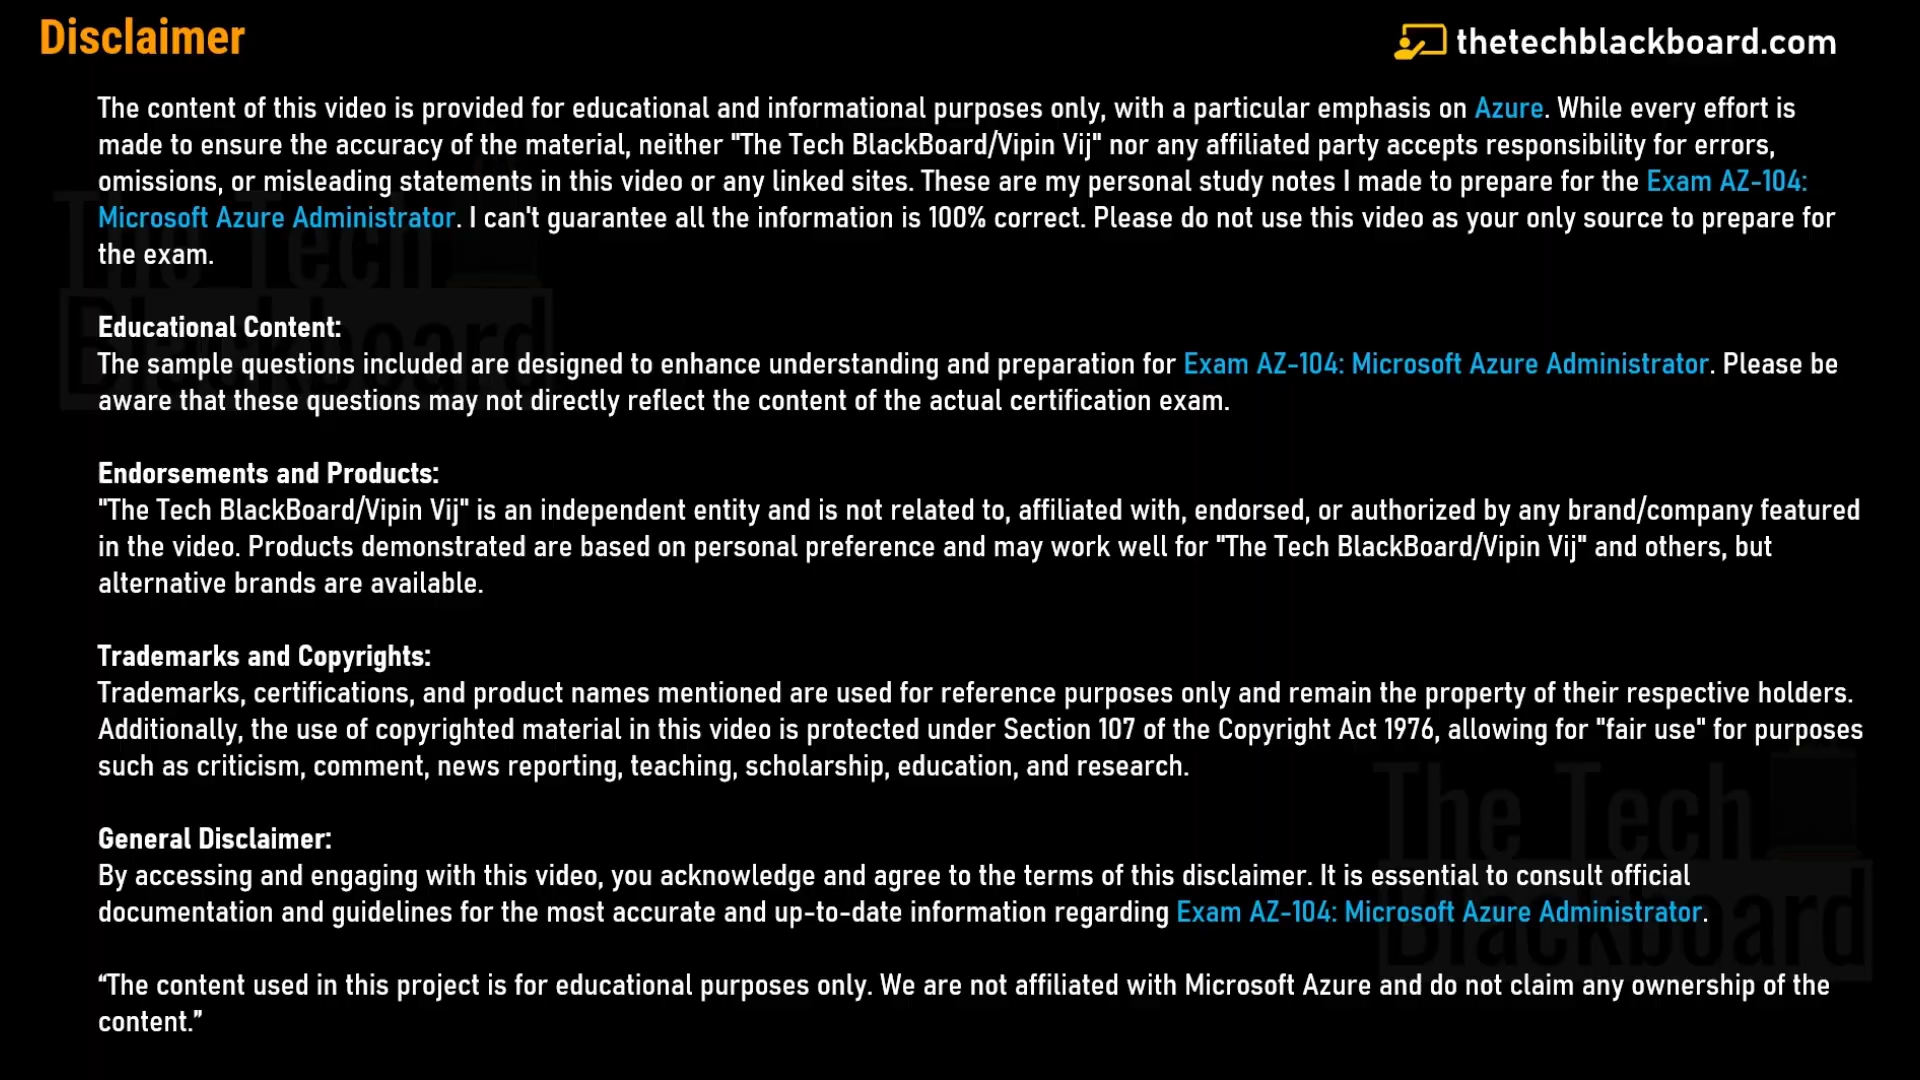 Disclaimer
thetechblackboard.com
The content of this video is provided for educational and informational purposes only, with a particular emphasis on Azure. While every effort is
made to ensure the accuracy of the material, neither "The Tech BlackBoard/Vipin Vij" nor any affiliated party accepts responsibility for errors,
omissions, or misleading statements in this video or any linked sites. These are my personal study notes I made to prepare for the Exam AZ-104:
Microsoft Azure Administrator. I can't guarantee all the information is 100% correct. Please do not use this video as your only source to prepare for
the exam.
Educational Content:
The sample questions included are designed to enhance understanding and preparation for Exam AZ-104: Microsoft Azure Administrator. Please be
aware that these questions may not directly reflect the content of the actual certification exam.
Endorsements and Products:
"The Tech BlackBoard/Vipin Vij" is an independent entity and is not related to, affiliated with, endorsed, or authorized by any brand/company featured
in the video. Products demonstrated are based on personal preference and may work well for "The Tech BlackBoard/Vipin Vij" and others, but
alternative brands are available.
Trademarks and Copyrights:
Trademarks, certifications, and product names mentioned are used for reference purposes only and remain the property of their respective holders.
Additionally, the use of copyrighted material in this video is protected under Section 107 of the Copyright Act 1976, allowing for "fair use" for purposes
such as criticism, comment, news reporting, teaching, scholarship, education, and research.
General Disclaimer:
By accessing and engaging with this video, you acknowledge and agree to the terms of this disclaimer. It is essential to consult official
documentation and guidelines for the most accurate and up-to-date information regarding Exam AZ-104: Microsoft Azure Administrator.
“The content used in this project is for educational purposes only. We are not affiliated with Microsoft Azure and do not claim any ownership of the
content.”
The Tech
Blackboard
The Tech
Blackboard